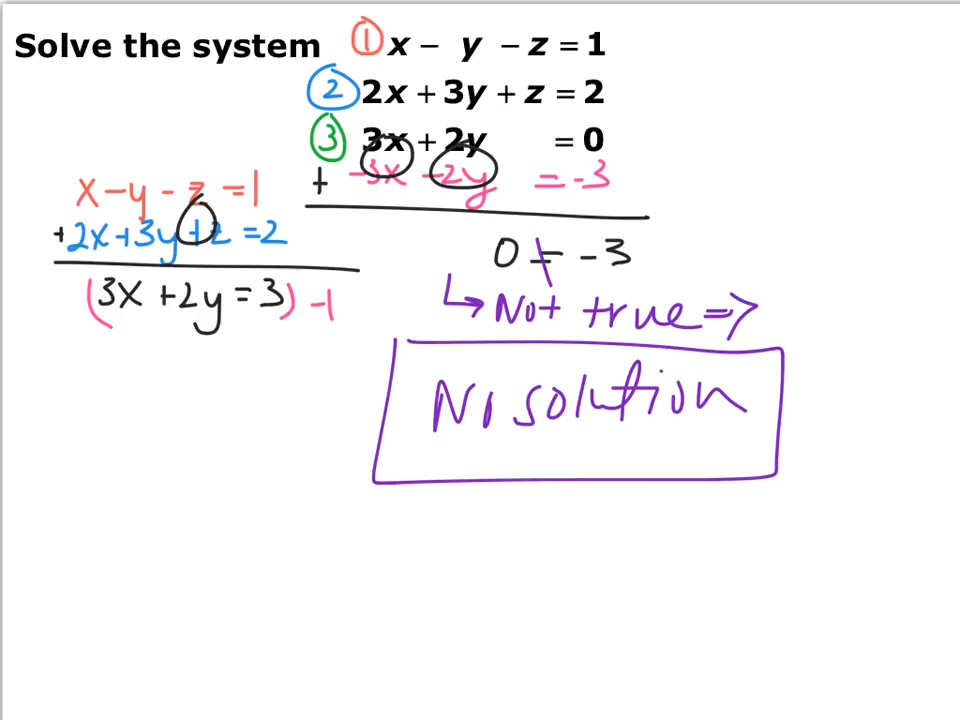 Solve the system ① x − y − z = 1
② 2x + 3y + z = 2
③ 3x + 2y = 0
+ -3x -2y = -3
0 ≠ -3
↳ Not true =>
No solution
x - y - z = 1
+ 2x + 3y + z = 2
(3x + 2y = 3) -1